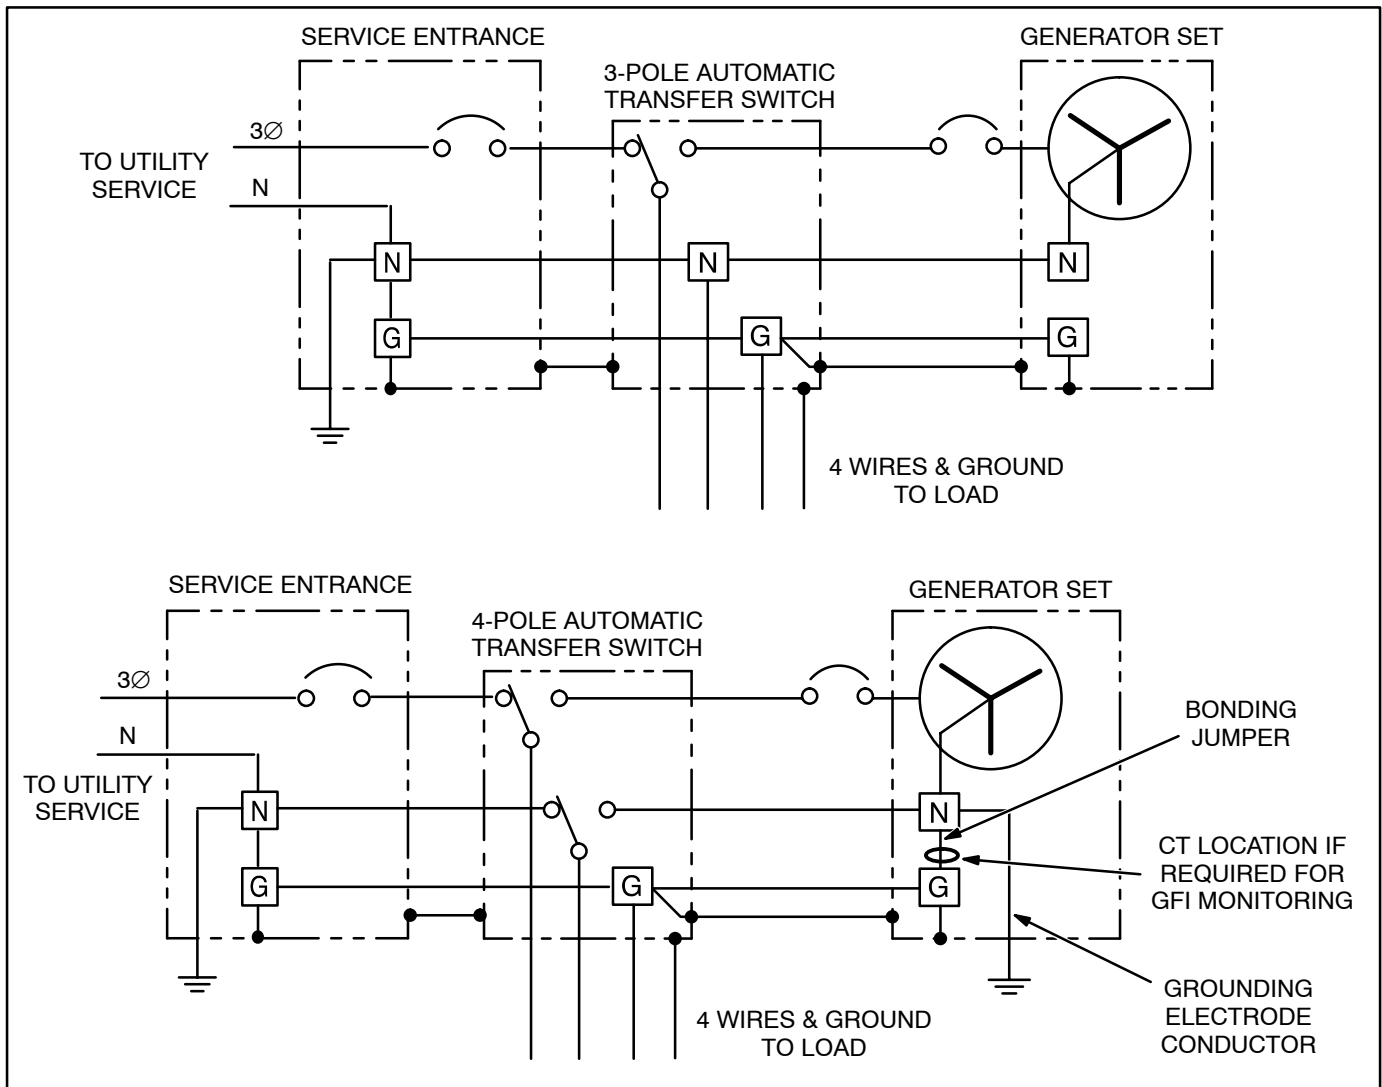 SERVICE ENTRANCE
GENERATOR SET
3-POLE AUTOMATIC
TRANSFER SWITCH
3∅
TO UTILITY
SERVICE
N
N
N
N
G
G
G
4 WIRES & GROUND
TO LOAD
SERVICE ENTRANCE
GENERATOR SET
4-POLE AUTOMATIC
TRANSFER SWITCH
3∅
N
TO UTILITY
SERVICE
BONDING
JUMPER
N
N
CT LOCATION IF
REQUIRED FOR
GFI MONITORING
G
G
G
GROUNDING
ELECTRODE
CONDUCTOR
4 WIRES & GROUND
TO LOAD